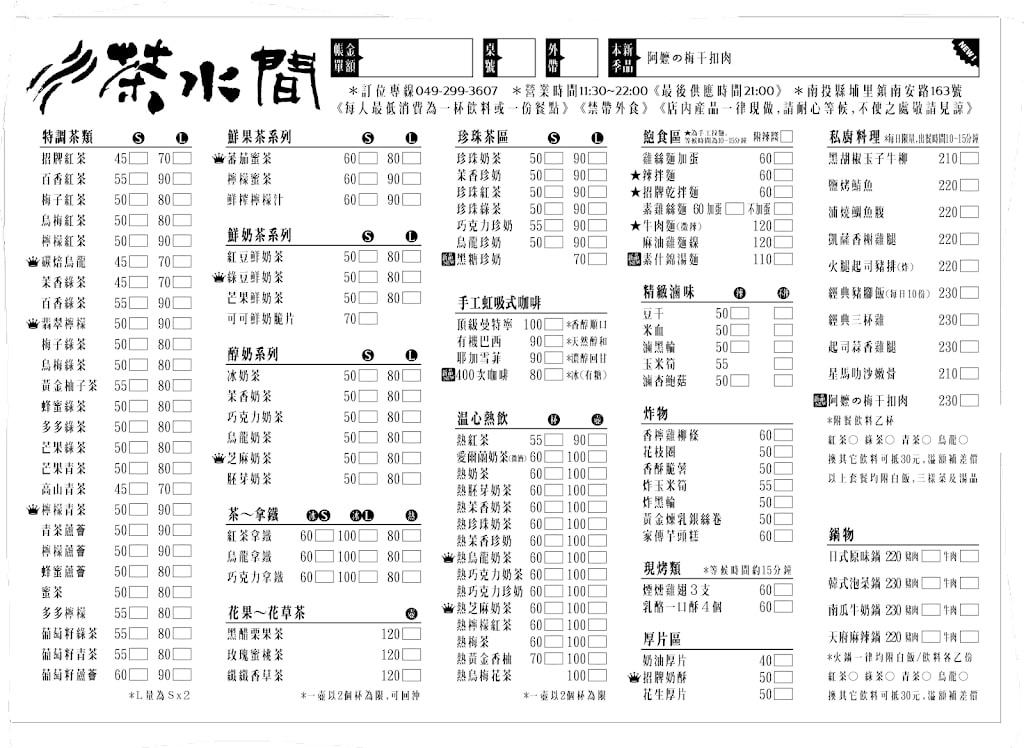 茶水間
帳單 金額
桌號
外帶
本季 新品 阿嬤の梅干扣肉 NEW!
＊訂位專線049-299-3607 ＊營業時間11:30~22:00《最後供應時間21:00》 ＊南投縣埔里鎮南安路163號
《每人最低消費為一杯飲料或一份餐點》《禁帶外食》《店內產品一律現做,請耐心等候,不便之處敬請見諒》
特調茶類 S L
招牌紅茶 45 70
百香紅茶 55 90
梅子紅茶 50 80
烏梅紅茶 50 80
檸檬紅茶 50 90
碳焙烏龍 45 70
茉香綠茶 45 70
百香綠茶 55 90
翡翠檸檬 50 90
梅子綠茶 50 80
烏梅綠茶 50 80
黃金柚子茶 55 80
蜂蜜綠茶 50 80
多多綠茶 50 80
芒果綠茶 50 80
芒果青茶 50 80
高山青茶 45 70
檸檬青茶 50 90
青茶蘆薈 50 90
檸檬蘆薈 50 90
蜂蜜蘆薈 50 80
蜜茶 50 80
多多檸檬 55 80
葡萄籽綠茶 55 80
葡萄籽青茶 55 80
葡萄籽蘆薈 60 90
＊L量為Sx2
鮮果茶系列 S L
蕃茄蜜茶 60 80
檸檬蜜茶 60 90
鮮榨檸檬汁 60 90
鮮奶茶系列 S L
紅豆鮮奶茶 50 80
綠豆鮮奶茶 50 80
芒果鮮奶茶 50 80
可可鮮奶脆片 70
醇奶系列 S L
冰奶茶 50 80
茉香奶茶 50 80
巧克力奶茶 50 80
烏龍奶茶 50 80
芝麻奶茶 50 80
胚芽奶茶 50 80
茶～拿鐵 冰S 冰L 熱
紅茶拿鐵 60 100 80
烏龍拿鐵 60 100 80
巧克力拿鐵 60 100 80
花果～花草茶 壺
黑醋栗果茶 120
玫瑰蜜桃茶 120
纖纖香草茶 120
＊一壺以2個杯為限,可回沖
珍珠茶區 S L
珍珠奶茶 50 90
茉香珍奶 50 90
珍珠紅茶 50 90
珍珠綠茶 50 90
巧克力珍奶 55 90
烏龍珍奶 50 90
黑糖珍奶 70
手工虹吸式咖啡
頂級曼特寧 100 ＊香醇順口
有機巴西 90 ＊天然醇和
耶加雪菲 90 ＊濃醇回甘
400次咖啡 80 ＊冰(有糖)
溫心熱飲 杯 壺
熱紅茶 55 90
愛爾蘭奶茶(微酒) 60 100
熱奶茶 60 100
熱胚芽奶茶 60 100
熱茉香奶茶 60 100
熱珍珠奶茶 60 100
熱茉香珍奶 60 100
熱烏龍奶茶 60 100
熱巧克力奶茶 60 100
熱巧克力珍奶 60 100
熱芝麻奶茶 60 100
熱檸檬紅茶 60 100
熱梅茶 60 100
熱黃金香柚 70 100
熱烏梅花茶 100
＊一壺以2個杯為限
飽食區 ★為手工拉麵,等候時間為10~15分鐘 附辣醬
雞絲麵加蛋 60
★辣拌麵 60
★招牌乾拌麵 60
素雞絲麵 60 加蛋 不加蛋
★牛肉麵(微辣) 120
麻油雞麵線 120
素什錦湯麵 110
精緻滷味 辣
豆干 50
米血 50
滷黑輪 50
玉米筍 55
滷杏鮑菇 50
炸物
香檸雞柳條 60
花枝圈 50
香酥脆薯 50
炸玉米筍 55
炸黑輪 50
黃金煉乳銀絲卷 50
家傳芋頭糕 60
現烤類 ＊等候時間約15分鐘
煙燻雞翅3支 60
乳酪一口酥4個 60
厚片區
奶油厚片 40
招牌奶酥 50
花生厚片 50
私廚料理 ＊每日限量,出餐時間10~15分鐘
黑胡椒玉子牛柳 210
鹽烤鯖魚 220
浦燒鯛魚腹 220
凱薩香榭雞腿 220
火腿起司豬排(炸) 220
經典豬腳飯(每日10份) 230
經典三杯雞 230
起司蒜香雞腿 230
星馬叻沙嫩骨 210
阿嬤の梅干扣肉 230
＊附餐飲料乙杯
紅茶○ 綠茶○ 青茶○ 烏龍○
換其它飲料可抵30元,溢額補差價
以上套餐均附白飯,三樣菜及湯品
鍋物
日式原味鍋 220 豬肉 牛肉
韓式泡菜鍋 220 豬肉 牛肉
南瓜牛奶鍋 230 豬肉 牛肉
天府麻辣鍋 220 豬肉 牛肉
＊火鍋一律均附白飯/飲料各乙份
紅茶○ 綠茶○ 青茶○ 烏龍○
換其它飲料可抵30元,溢額補差價